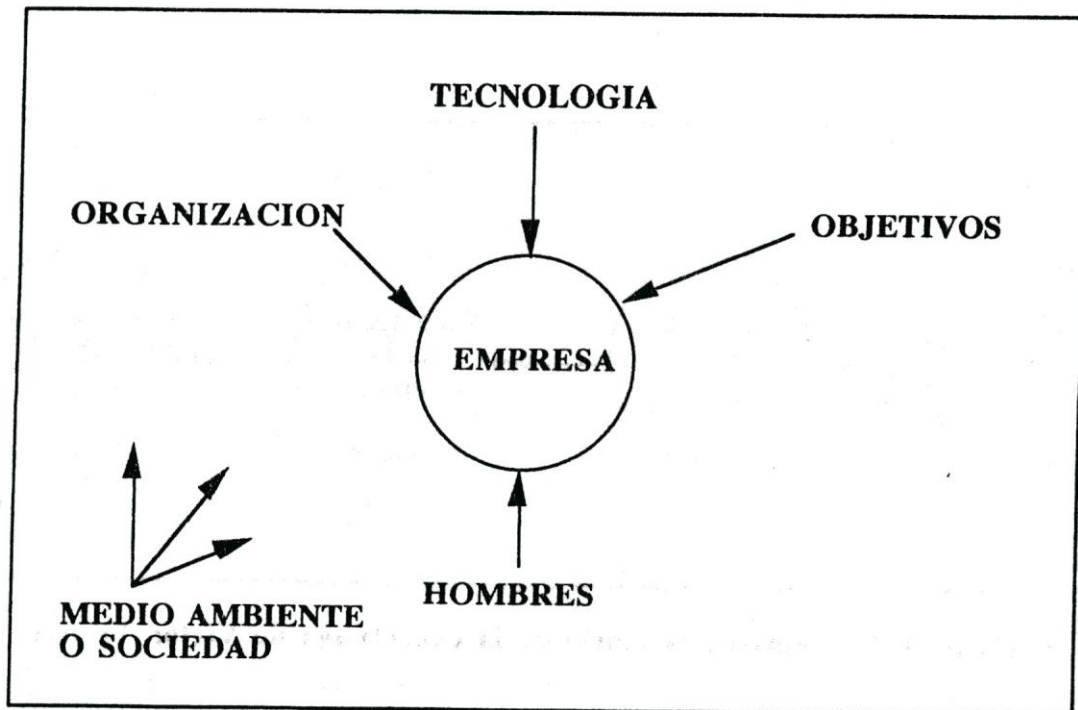 TECNOLOGIA
ORGANIZACION
OBJETIVOS
EMPRESA
HOMBRES
MEDIO AMBIENTE
O SOCIEDAD